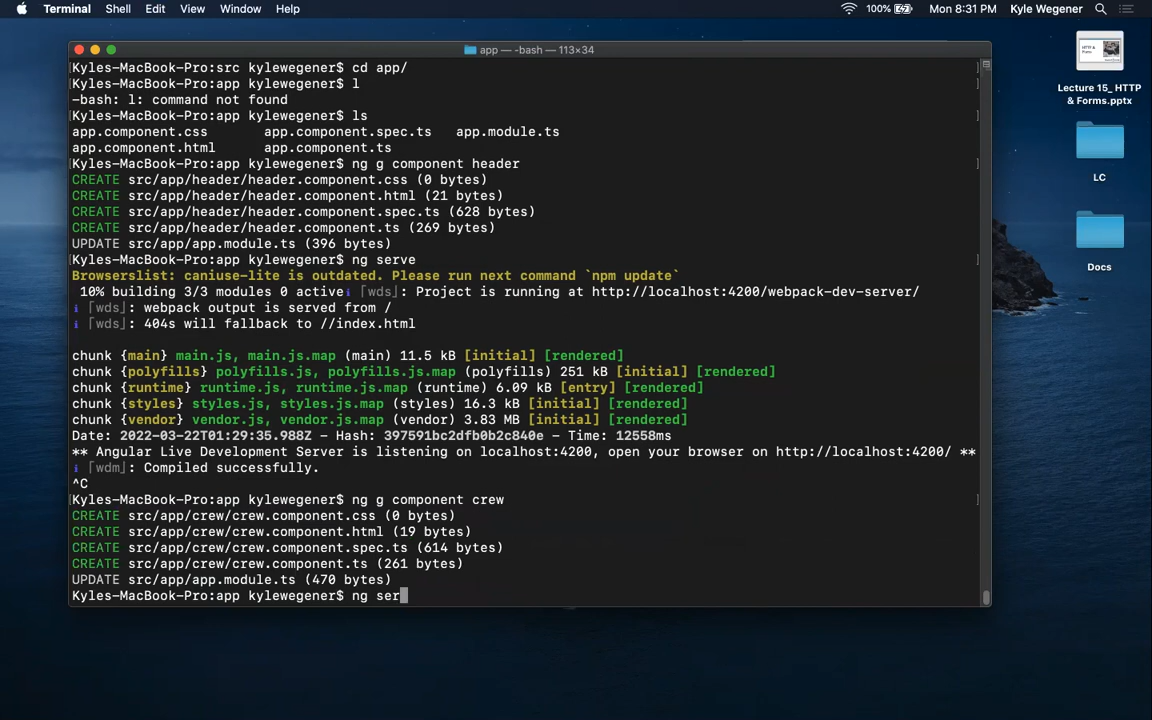 Terminal Shell Edit View Window Help 100% Mon 8:31 PM Kyle Wegener
app — -bash — 113×34
Kyles-MacBook-Pro:src kylewegener$ cd app/
Kyles-MacBook-Pro:app kylewegener$ l
-bash: l: command not found
Kyles-MacBook-Pro:app kylewegener$ ls
app.component.css app.component.spec.ts app.module.ts
app.component.html app.component.ts
Kyles-MacBook-Pro:app kylewegener$ ng g component header
CREATE src/app/header/header.component.css (0 bytes)
CREATE src/app/header/header.component.html (21 bytes)
CREATE src/app/header/header.component.spec.ts (628 bytes)
CREATE src/app/header/header.component.ts (269 bytes)
UPDATE src/app/app.module.ts (396 bytes)
Kyles-MacBook-Pro:app kylewegener$ ng serve
Browserslist: caniuse-lite is outdated. Please run next command `npm update`
10% building 3/3 modules 0 activeℹ ｢wds｣: Project is running at http://localhost:4200/webpack-dev-server/
ℹ ｢wds｣: webpack output is served from /
ℹ ｢wds｣: 404s will fallback to //index.html
chunk {main} main.js, main.js.map (main) 11.5 kB [initial] [rendered]
chunk {polyfills} polyfills.js, polyfills.js.map (polyfills) 251 kB [initial] [rendered]
chunk {runtime} runtime.js, runtime.js.map (runtime) 6.09 kB [entry] [rendered]
chunk {styles} styles.js, styles.js.map (styles) 16.3 kB [initial] [rendered]
chunk {vendor} vendor.js, vendor.js.map (vendor) 3.83 MB [initial] [rendered]
Date: 2022-03-22T01:29:35.988Z - Hash: 397591bc2dfb0b2c840e - Time: 12558ms
** Angular Live Development Server is listening on localhost:4200, open your browser on http://localhost:4200/ **
ℹ ｢wdm｣: Compiled successfully.
^C
Kyles-MacBook-Pro:app kylewegener$ ng g component crew
CREATE src/app/crew/crew.component.css (0 bytes)
CREATE src/app/crew/crew.component.html (19 bytes)
CREATE src/app/crew/crew.component.spec.ts (614 bytes)
CREATE src/app/crew/crew.component.ts (261 bytes)
UPDATE src/app/app.module.ts (470 bytes)
Kyles-MacBook-Pro:app kylewegener$ ng ser
Lecture 15_ HTTP
& Forms.pptx
LC
Docs